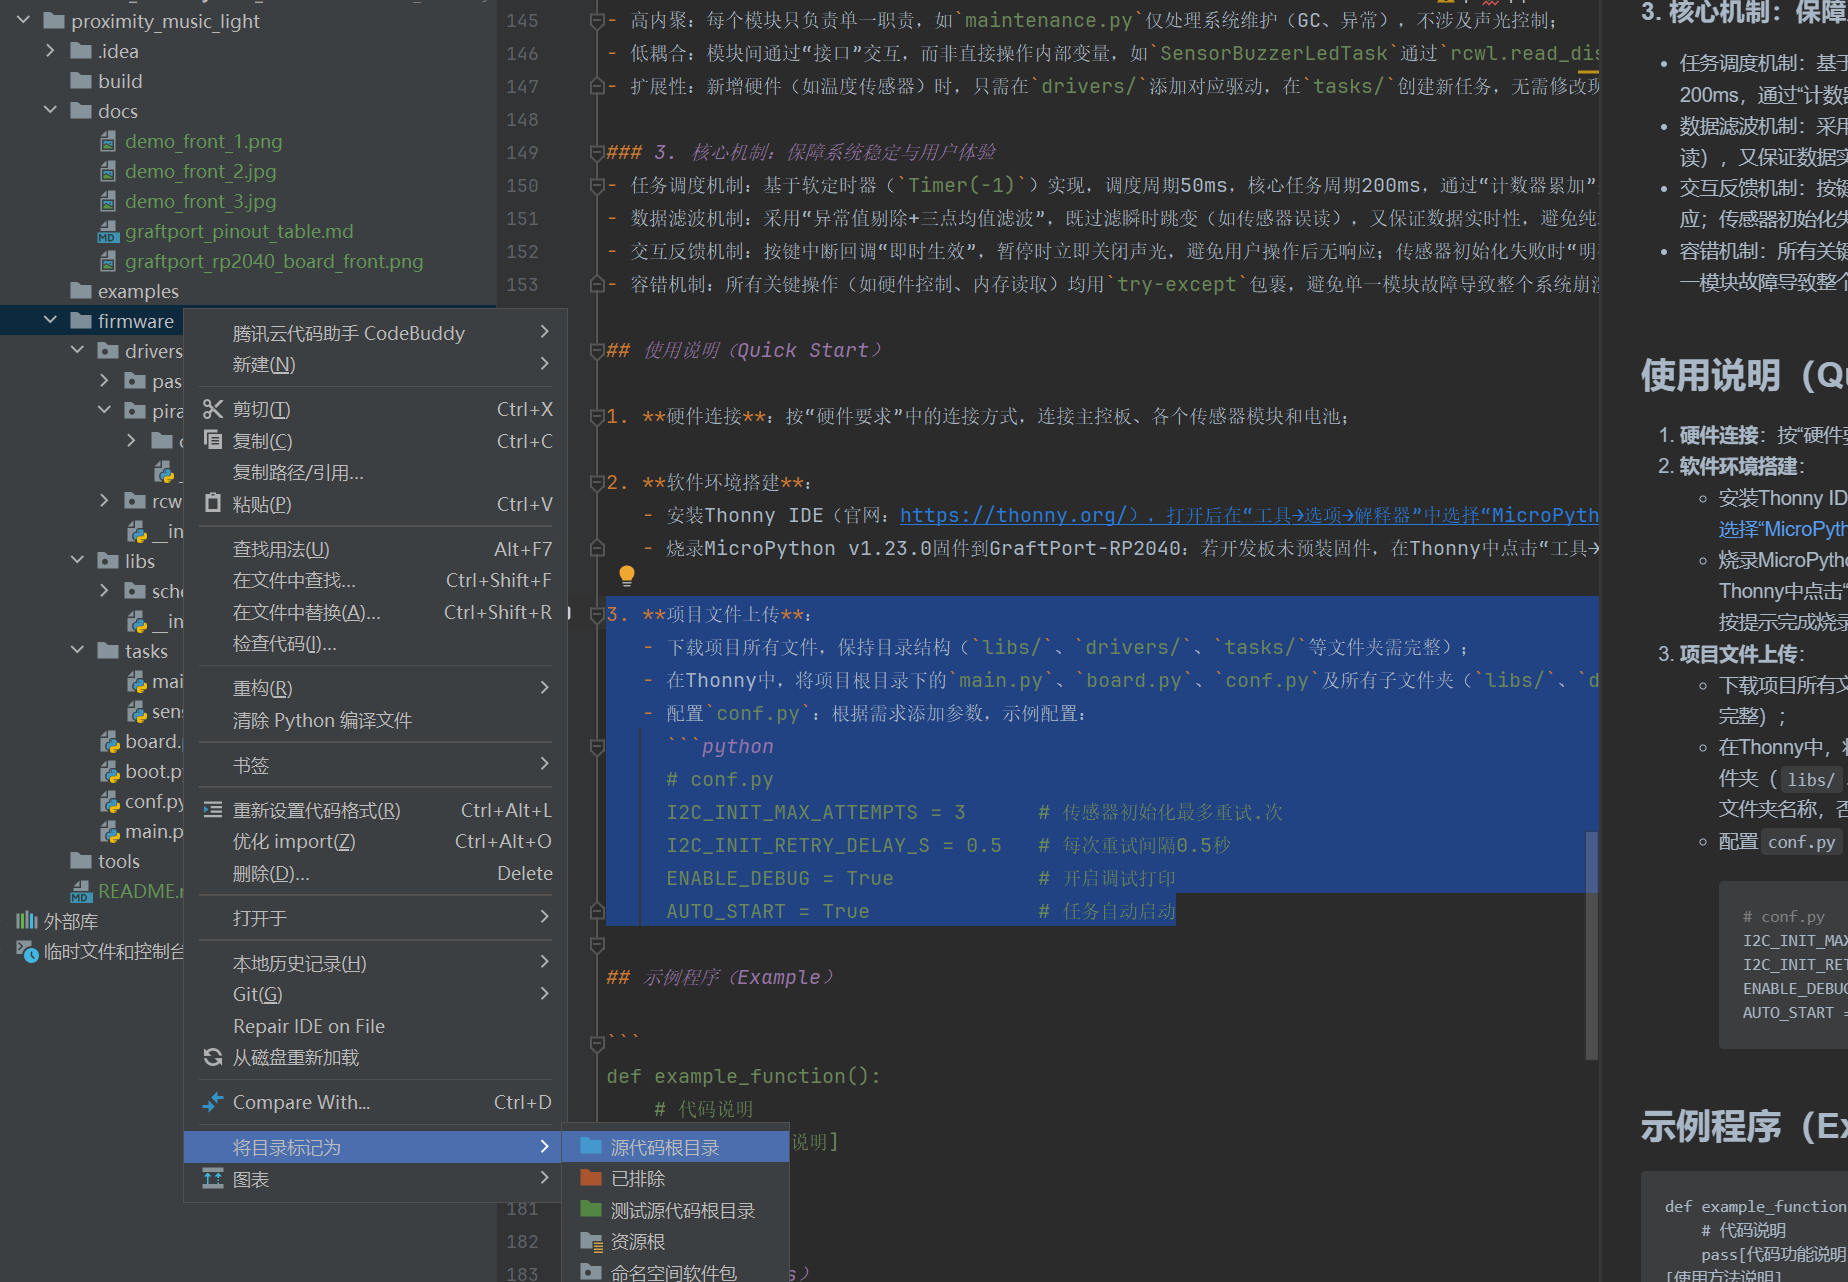 proximity_music_light
.idea
build
docs
demo_front_1.png
demo_front_2.jpg
demo_front_3.jpg
graftport_pinout_table.md
graftport_rp2040_board_front.png
examples
firmware
drivers
pas
pira
rcw
__in
libs
sche
__in
tasks
mai
sens
board.
boot.py
conf.py
main.p
tools
README.
外部库
临时文件和控制台
腾讯云代码助手 CodeBuddy
新建(N)
剪切(T) Ctrl+X
复制(C) Ctrl+C
复制路径/引用...
粘贴(P) Ctrl+V
查找用法(U) Alt+F7
在文件中查找... Ctrl+Shift+F
在文件中替换(A)... Ctrl+Shift+R
检查代码(I)...
重构(R)
清除 Python 编译文件
书签
重新设置代码格式(R) Ctrl+Alt+L
优化 import(Z) Ctrl+Alt+O
删除(D)... Delete
打开于
本地历史记录(H)
Git(G)
Repair IDE on File
从磁盘重新加载
Compare With... Ctrl+D
将目录标记为
图表
源代码根目录
已排除
测试源代码根目录
资源根
命名空间软件包
145 - 高内聚：每个模块只负责单一职责，如`maintenance.py`仅处理系统维护（GC、异常），不涉及声光控制；
146 - 低耦合：模块间通过“接口”交互，而非直接操作内部变量，如`SensorBuzzerLedTask`通过`rcwl.read_dis
147 - 扩展性：新增硬件（如温度传感器）时，只需在`drivers/`添加对应驱动，在`tasks/`创建新任务，无需修改现
148
149 ### 3. 核心机制：保障系统稳定与用户体验
150 - 任务调度机制：基于软定时器（`Timer(-1)`）实现，调度周期50ms，核心任务周期200ms，通过“计数器累加”
151 - 数据滤波机制：采用“异常值剔除+三点均值滤波”，既过滤瞬时跳变（如传感器误读），又保证数据实时性，避免纯
152 - 交互反馈机制：按键中断回调“即时生效”，暂停时立即关闭声光，避免用户操作后无响应；传感器初始化失败时“明
153 - 容错机制：所有关键操作（如硬件控制、内存读取）均用`try-except`包裹，避免单一模块故障导致整个系统崩溃
## 使用说明（Quick Start）
1. **硬件连接**：按“硬件要求”中的连接方式，连接主控板、各个传感器模块和电池；
2. **软件环境搭建**：
- 安装Thonny IDE（官网：https://thonny.org/），打开后在“工具→选项→解释器”中选择“MicroPyth
- 烧录MicroPython v1.23.0固件到GraftPort-RP2040：若开发板未预装固件，在Thonny中点击“工具→
3. **项目文件上传**：
- 下载项目所有文件，保持目录结构（`libs/`、`drivers/`、`tasks/`等文件夹需完整）；
- 在Thonny中，将项目根目录下的`main.py`、`board.py`、`conf.py`及所有子文件夹（`libs/`、`d
- 配置`conf.py`：根据需求添加参数，示例配置：
```python
# conf.py
I2C_INIT_MAX_ATTEMPTS = 3 # 传感器初始化最多重试.次
I2C_INIT_RETRY_DELAY_S = 0.5 # 每次重试间隔0.5秒
ENABLE_DEBUG = True # 开启调试打印
AUTO_START = True # 任务自动启动
## 示例程序（Example）
```
def example_function():
# 代码说明
说明]
181
182
183 s）
3. 核心机制：保障
任务调度机制：基于
200ms，通过“计数器
数据滤波机制：采用
读），又保证数据实
交互反馈机制：按键
应；传感器初始化失
容错机制：所有关键
一模块故障导致整个
使用说明（Qu
1. 硬件连接：按“硬件要
2. 软件环境搭建：
安装Thonny ID
选择“MicroPyth
烧录MicroPytho
Thonny中点击“
按提示完成烧录
3. 项目文件上传：
下载项目所有文
完整）；
在Thonny中，将
件夹（ libs/
文件夹名称，否
配置 conf.py
# conf.py
I2C_INIT_MAX
I2C_INIT_RET
ENABLE_DEBUG
AUTO_START =
示例程序（Ex
def example_function
# 代码说明
pass[代码功能说明
[使用方法说明]